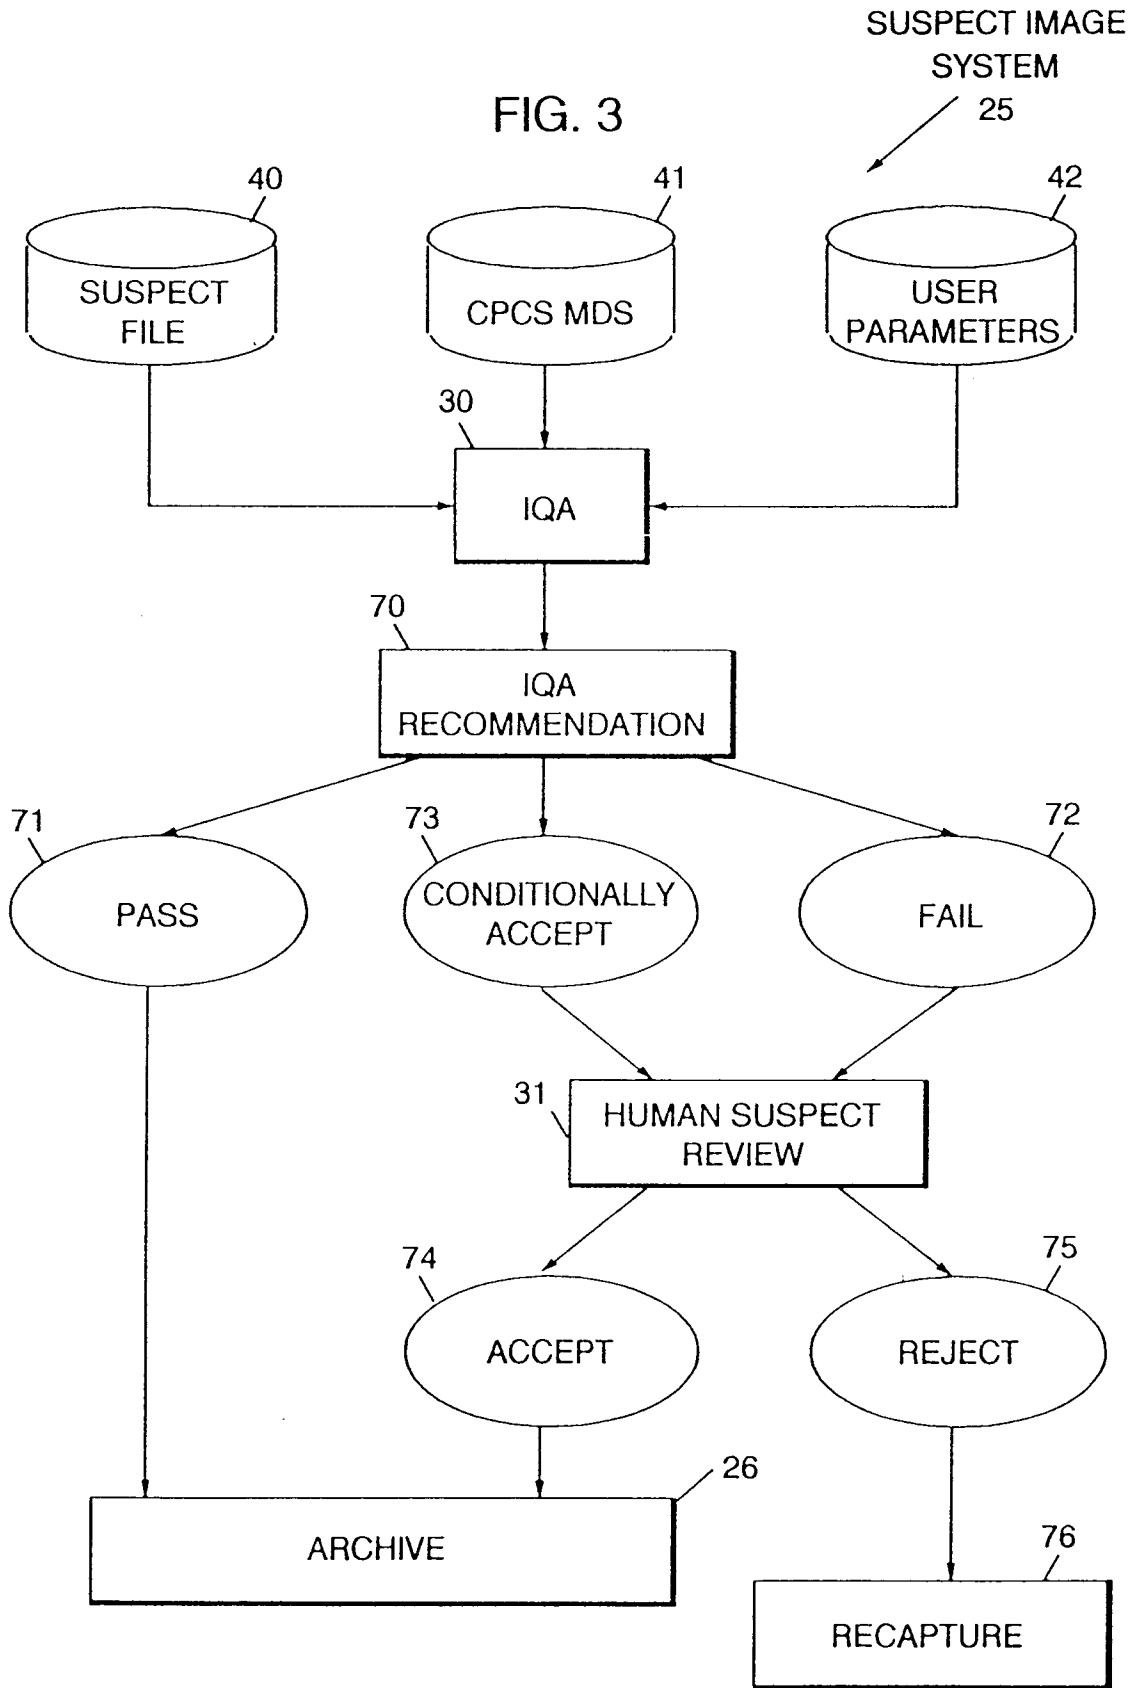 SUSPECT IMAGE
SYSTEM
25
FIG. 3
40
41
42
SUSPECT
FILE
CPCS MDS
USER
PARAMETERS
30
IQA
70
IQA
RECOMMENDATION
71
73
72
PASS
CONDITIONALLY
ACCEPT
FAIL
31
HUMAN SUSPECT
REVIEW
74
75
ACCEPT
REJECT
26
ARCHIVE
76
RECAPTURE